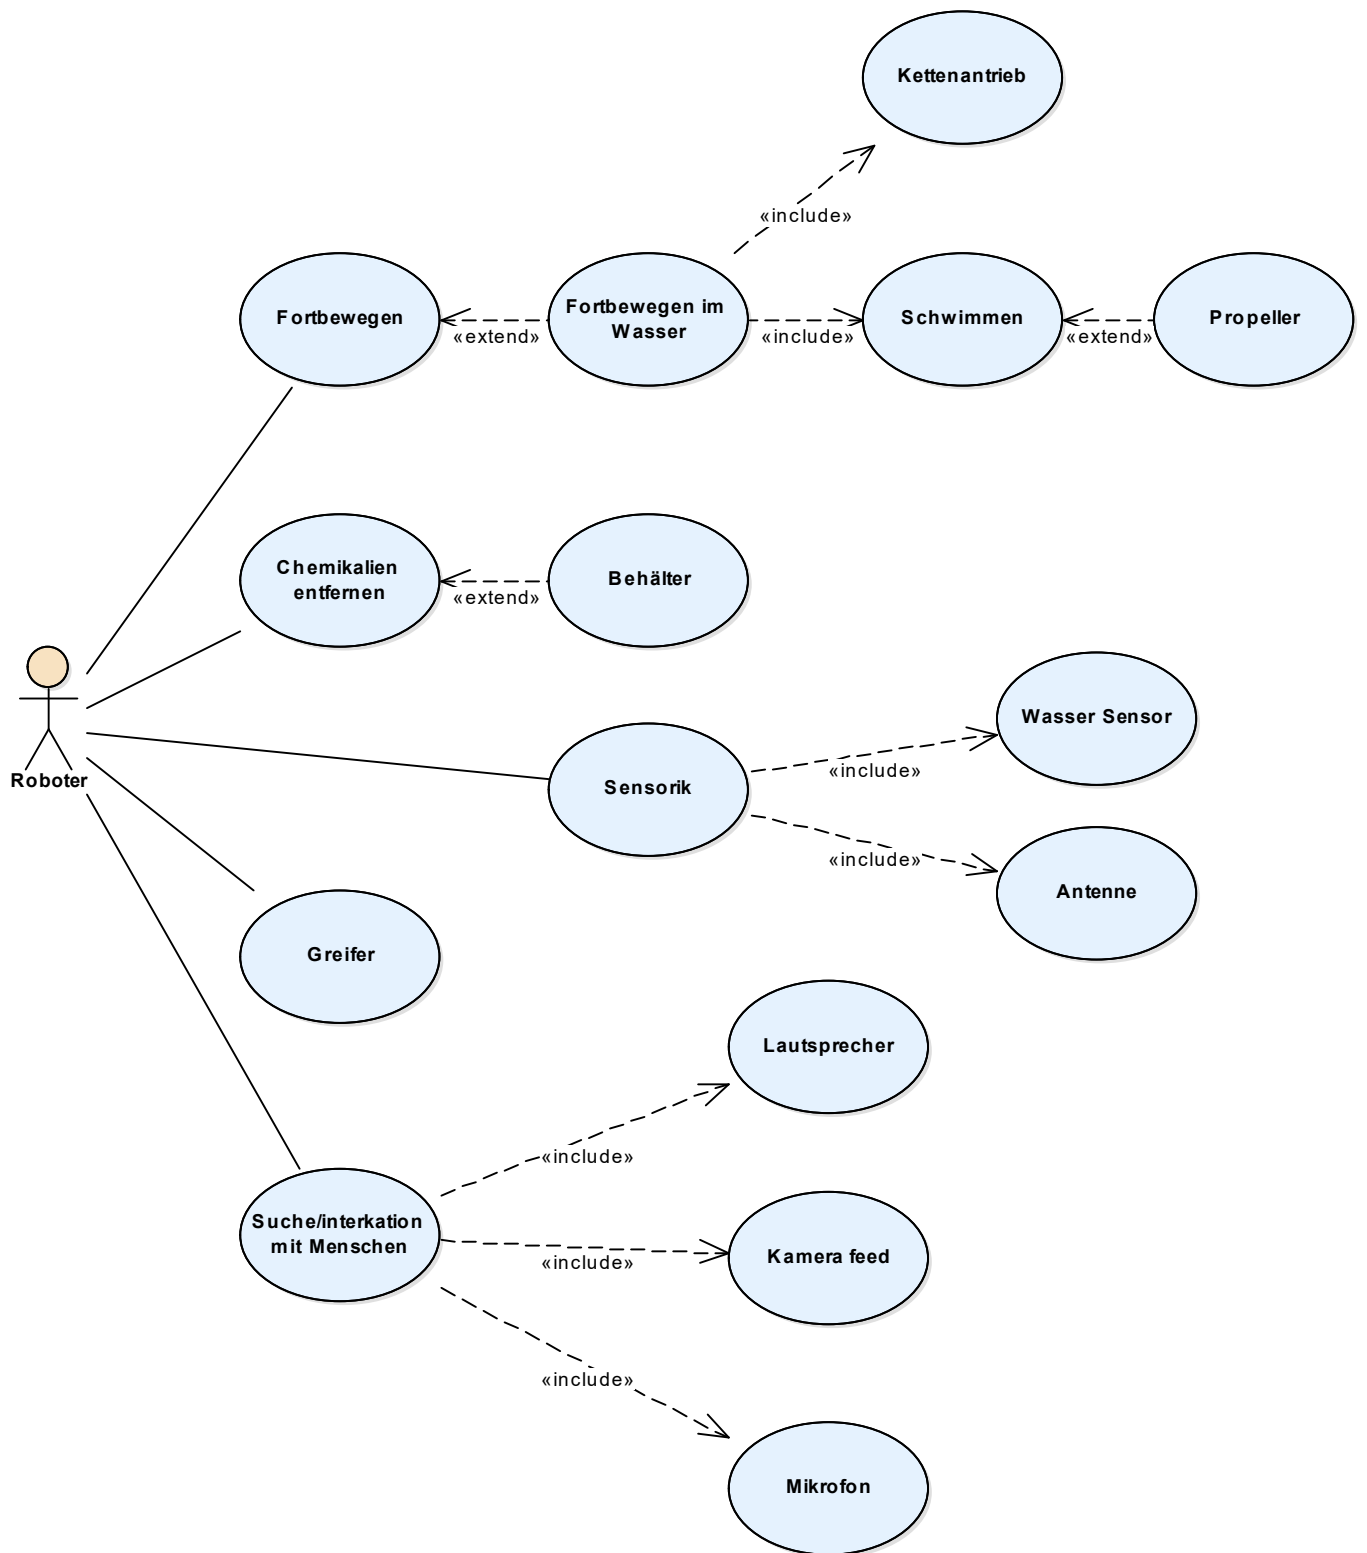 Kettenantrieb
«include»
Fortbewegen
«extend»
Fortbewegen im
Wasser
«include»
Schwimmen
«extend»
Propeller
Chemikalien
entfernen
«extend»
Behälter
Roboter
Sensorik
«include»
Wasser Sensor
«include»
Antenne
Greifer
Lautsprecher
«include»
Suche/interkation
mit Menschen
«include»
Kamera feed
«include»
Mikrofon